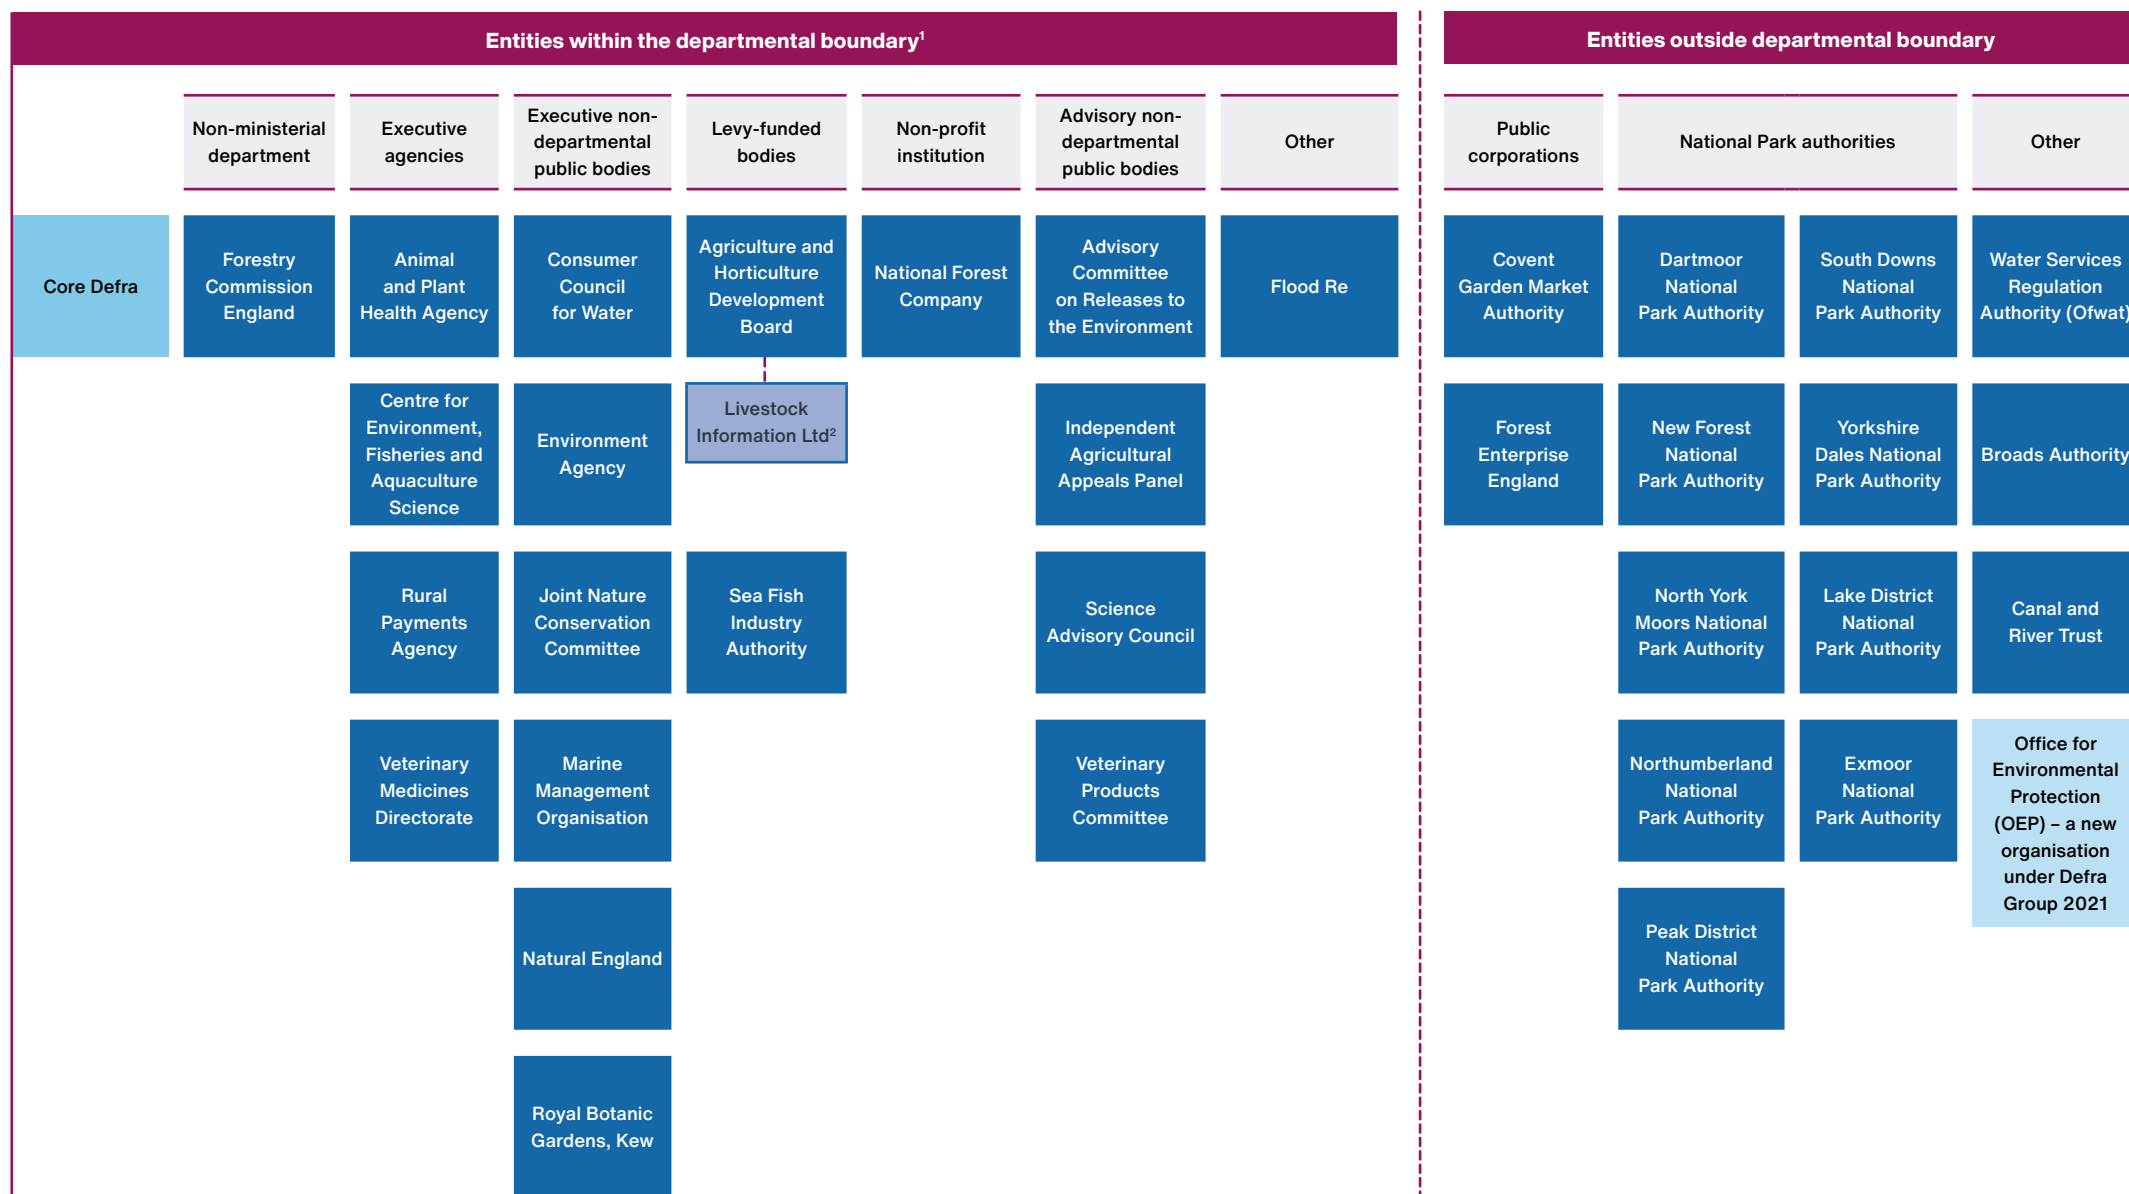 Entities within the departmental boundary¹
Entities outside departmental boundary
Non-ministerial
department
Executive
agencies
Executive non-
departmental
public bodies
Levy-funded
bodies
Non-profit
institution
Advisory non-
departmental
public bodies
Other
Public
corporations
National Park authorities
Other
Core Defra
Forestry
Commission
England
Animal
and Plant
Health Agency
Consumer
Council
for Water
Agriculture and
Horticulture
Development
Board
National Forest
Company
Advisory
Committee
on Releases to
the Environment
Flood Re
Covent
Garden Market
Authority
Dartmoor
National
Park Authority
South Downs
National
Park Authority
Water Services
Regulation
Authority (Ofwat)
Centre for
Environment,
Fisheries and
Aquaculture
Science
Environment
Agency
Livestock
Information Ltd²
Independent
Agricultural
Appeals Panel
Forest
Enterprise
England
New Forest
National
Park Authority
Yorkshire
Dales National
Park Authority
Broads Authority
Rural
Payments
Agency
Joint Nature
Conservation
Committee
Sea Fish
Industry
Authority
Science
Advisory Council
North York
Moors National
Park Authority
Lake District
National
Park Authority
Canal and
River Trust
Veterinary
Medicines
Directorate
Marine
Management
Organisation
Veterinary
Products
Committee
Northumberland
National
Park Authority
Exmoor
National
Park Authority
Office for
Environmental
Protection
(OEP) – a new
organisation
under Defra
Group 2021
Natural England
Peak District
National
Park Authority
Royal Botanic
Gardens, Kew